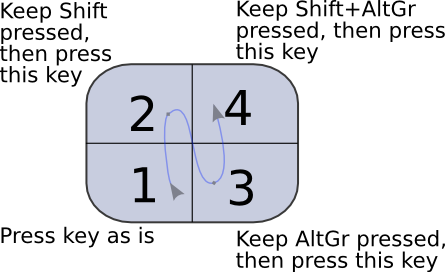 Keep Shift
pressed,
then press
this key
Keep Shift+AltGr
pressed, then press
this key
2
4
1
3
Press key as is
Keep AltGr pressed,
then press this key